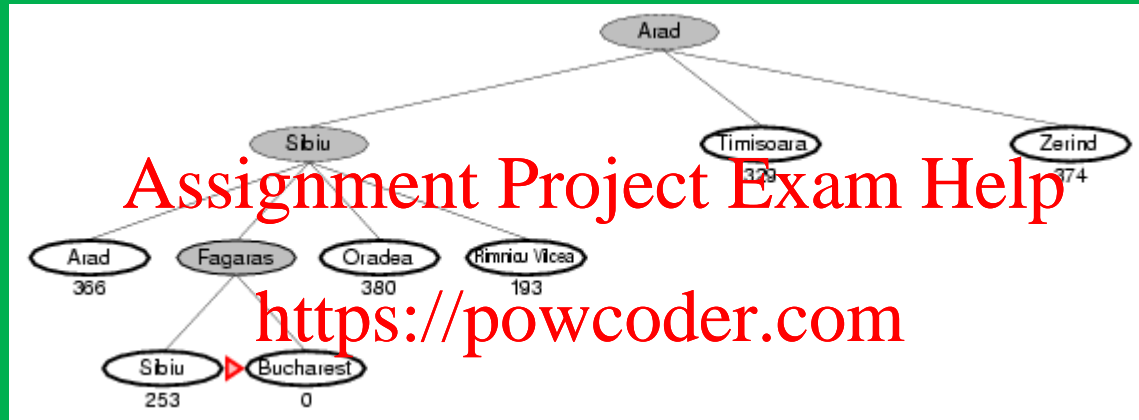 Arad
Sibiu
Timisoara
Zerind
329
374
Assignment Project Exam Help
Arad
Fagaras
Oradea
Rimnicu Vilcea
366
380
193
https://powcoder.com
Sibiu
Bucharest
253
0